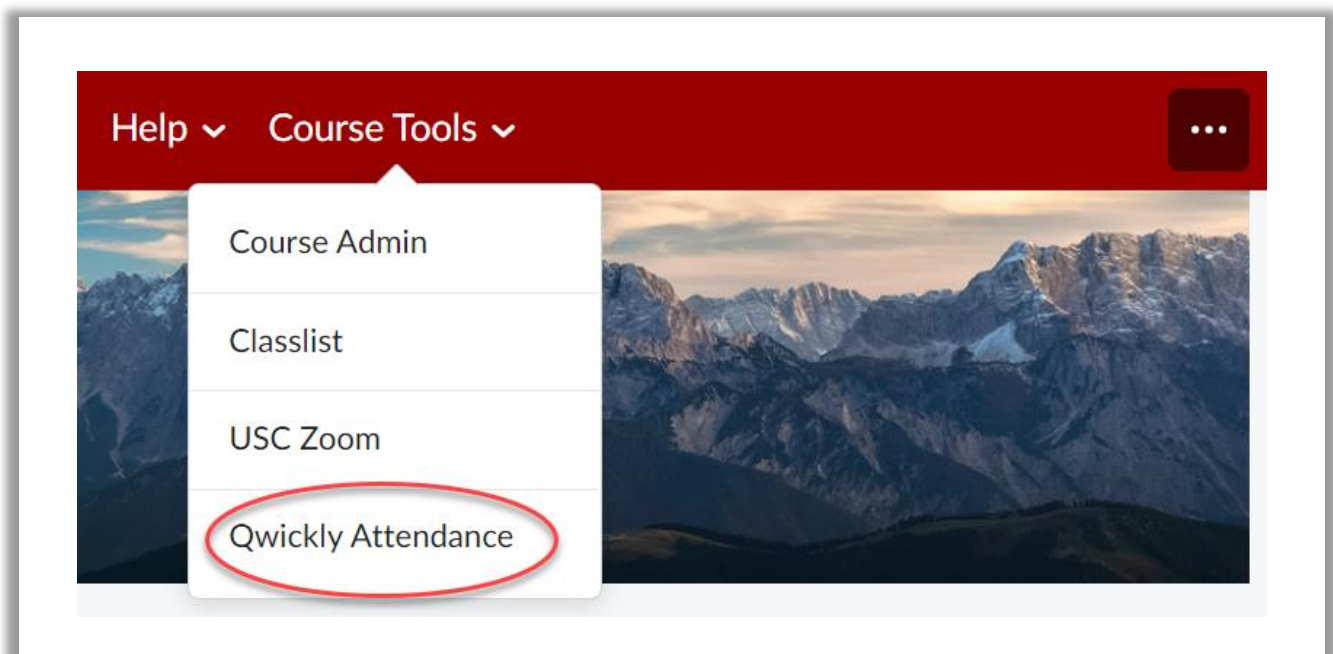 Help Course Tools
Course Admin
Classlist
USC Zoom
Qwickly Attendance